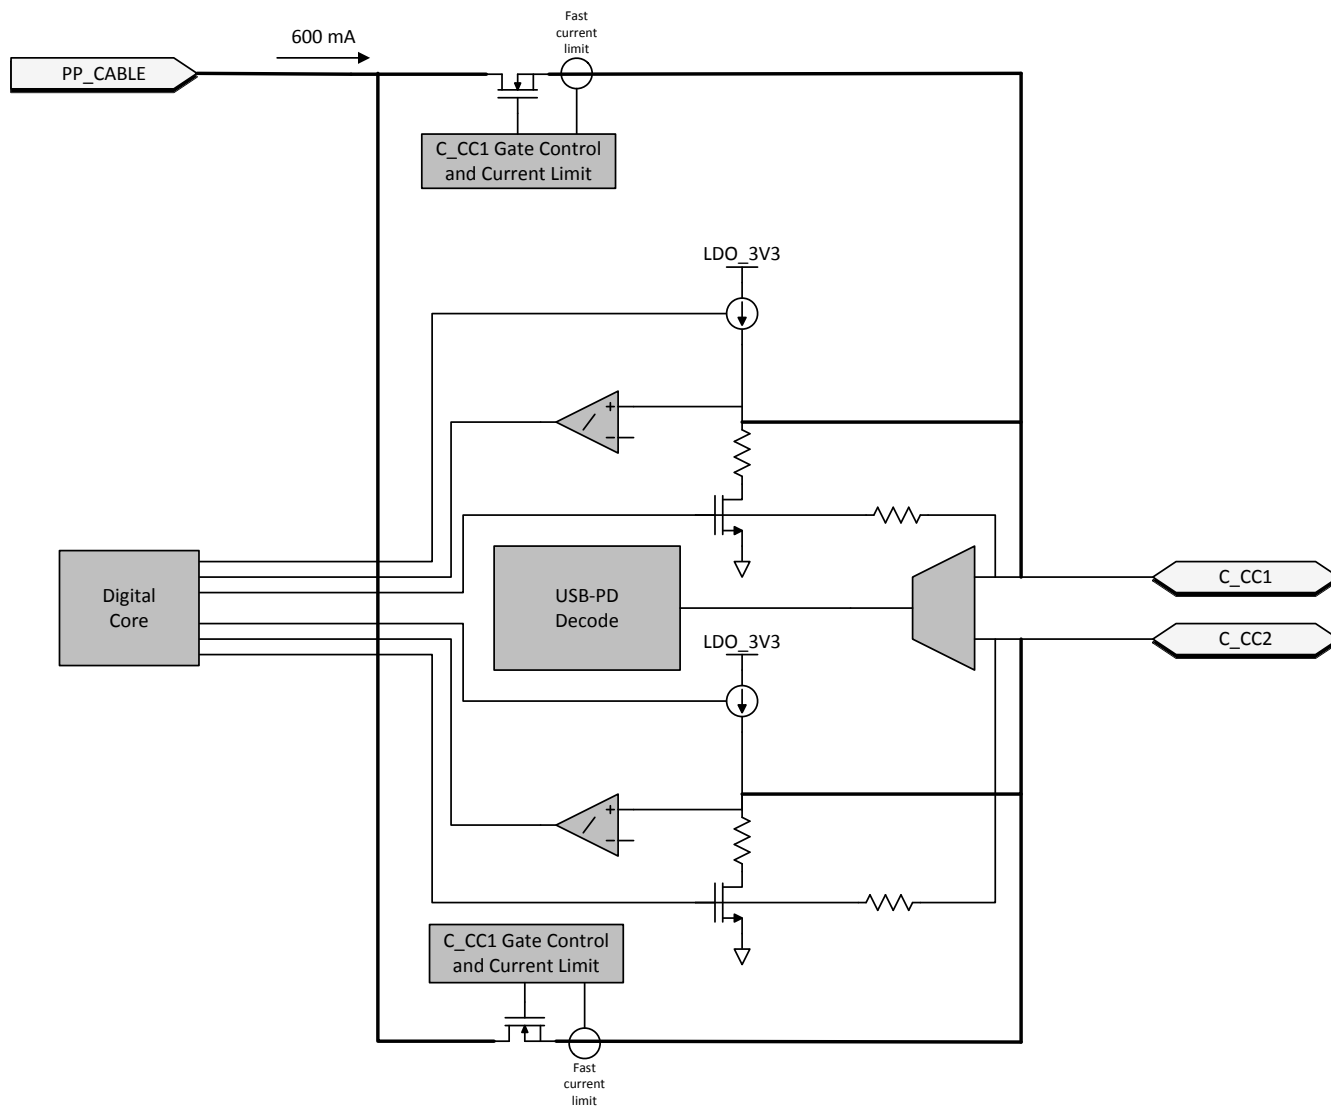 600 mA
Fast
current
limit
PP_CABLE
C_CC1 Gate Control
and Current Limit
LDO_3V3
+
−
Digital
Core
USB-PD
Decode
C_CC1
C_CC2
LDO_3V3
+
−
C_CC1 Gate Control
and Current Limit
Fast
current
limit